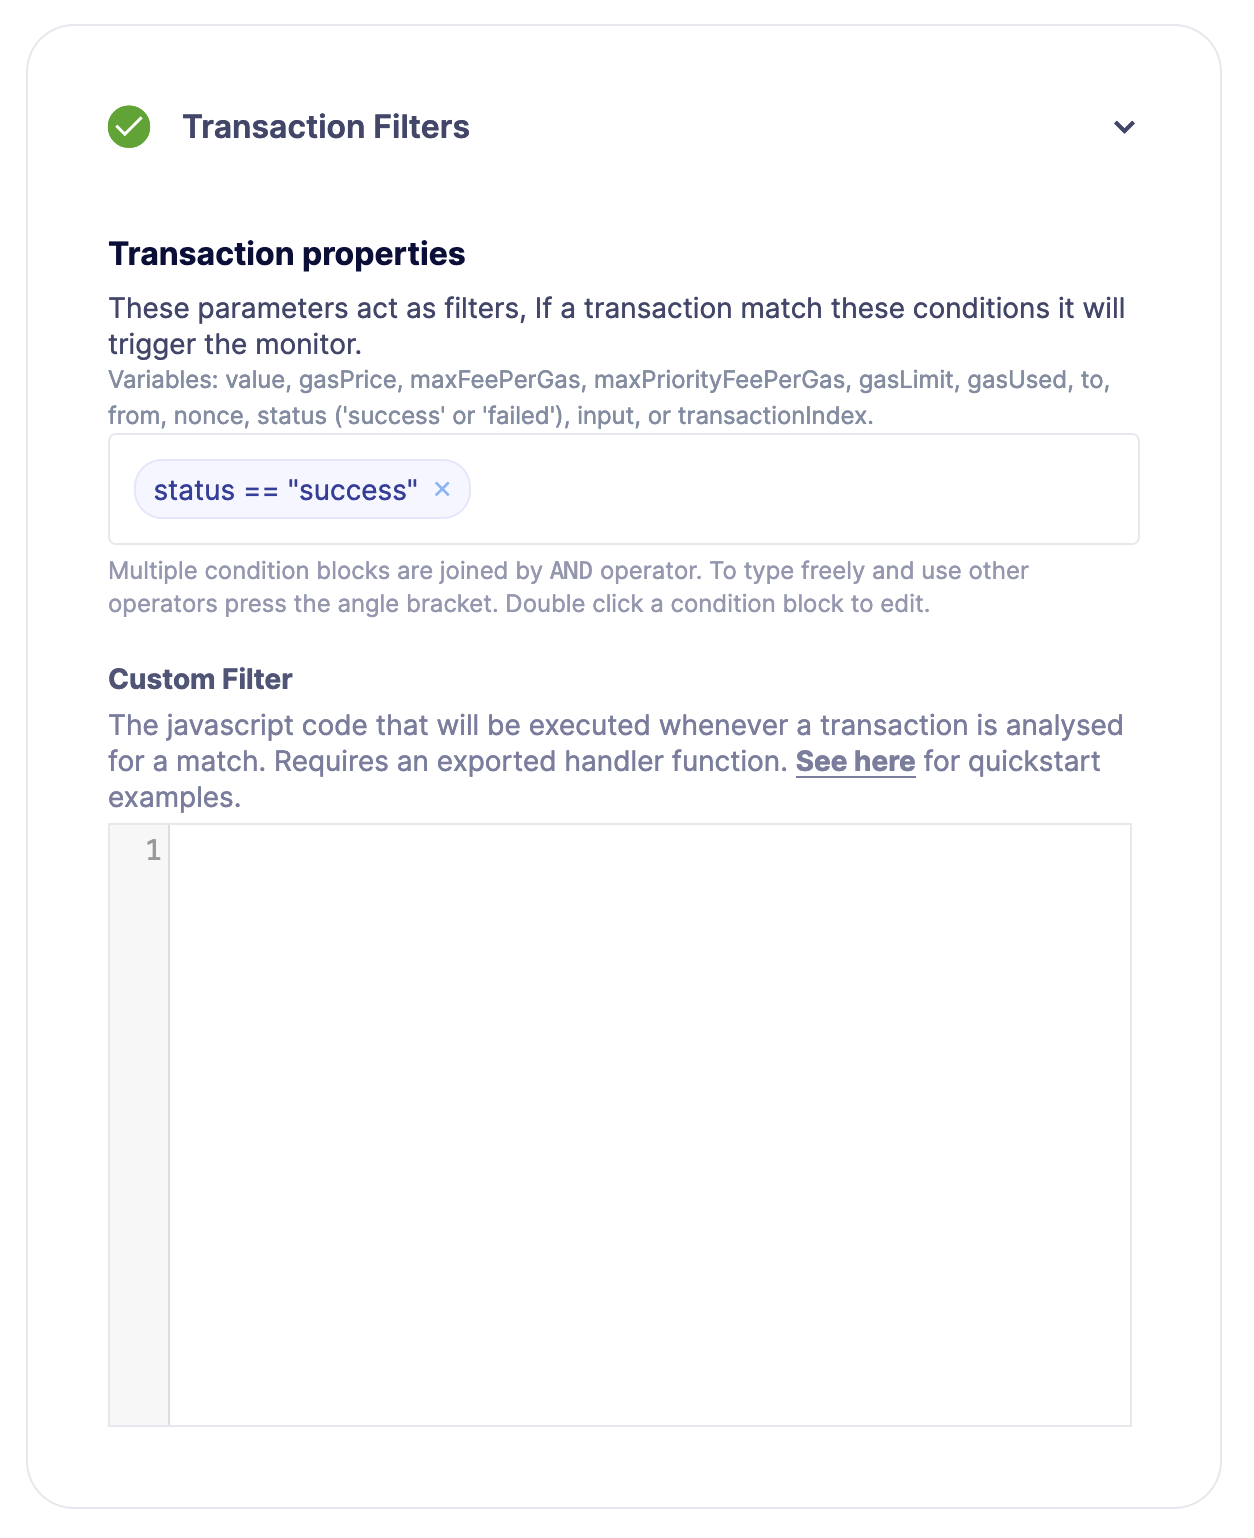 Transaction Filters
Transaction properties
These parameters act as filters, If a transaction match these conditions it will
trigger the monitor.
Variables: value, gasPrice, maxFeePerGas, maxPriorityFeePerGas, gasLimit, gasUsed, to,
from, nonce, status ('success' or 'failed'), input, or transactionIndex.
status == "success" ×
Multiple condition blocks are joined by AND operator. To type freely and use other
operators press the angle bracket. Double click a condition block to edit.
Custom Filter
The javascript code that will be executed whenever a transaction is analysed
for a match. Requires an exported handler function. See here for quickstart
examples.
1